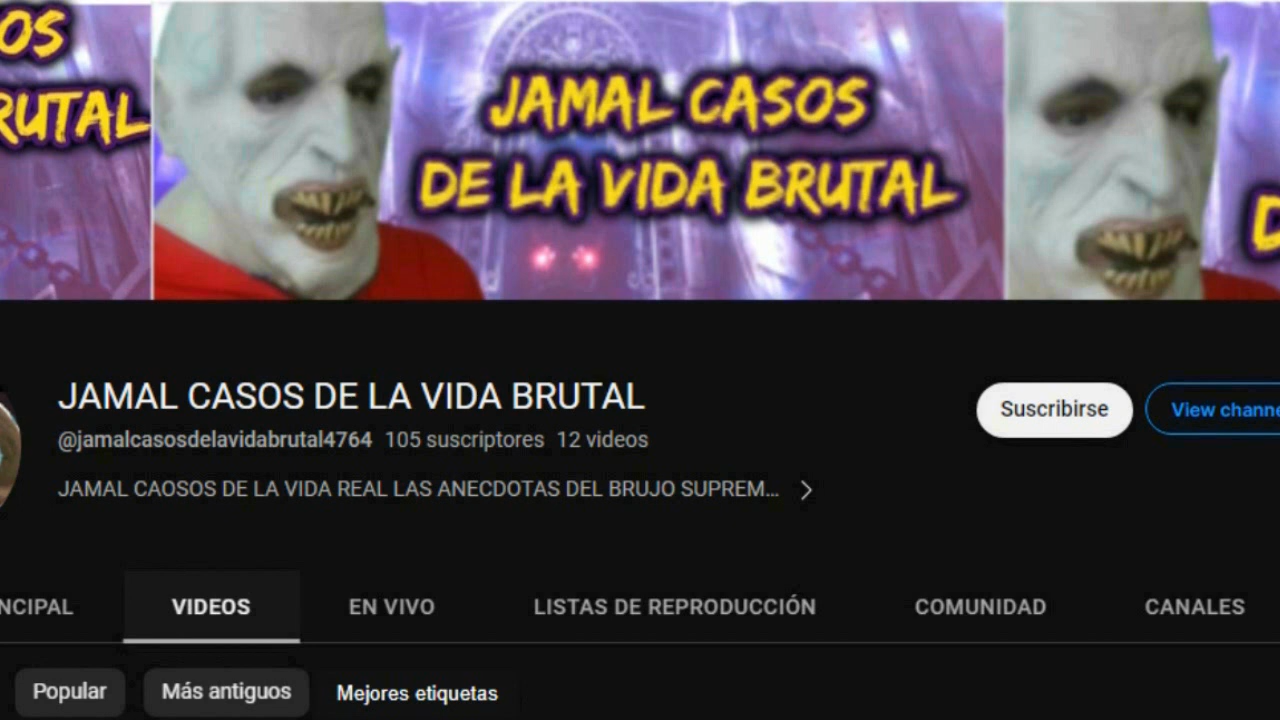 OS
RUTAL
JAMAL CASOS
DE LA VIDA BRUTAL
D
JAMAL CASOS DE LA VIDA BRUTAL
@jamalcasosdelavidabrutal4764 105 suscriptores 12 videos
JAMAL CAOSOS DE LA VIDA REAL LAS ANECDOTAS DEL BRUJO SUPREM...
Suscribirse
View channe
NCIPAL VIDEOS EN VIVO LISTAS DE REPRODUCCIÓN COMUNIDAD CANALES
Popular Más antiguos Mejores etiquetas